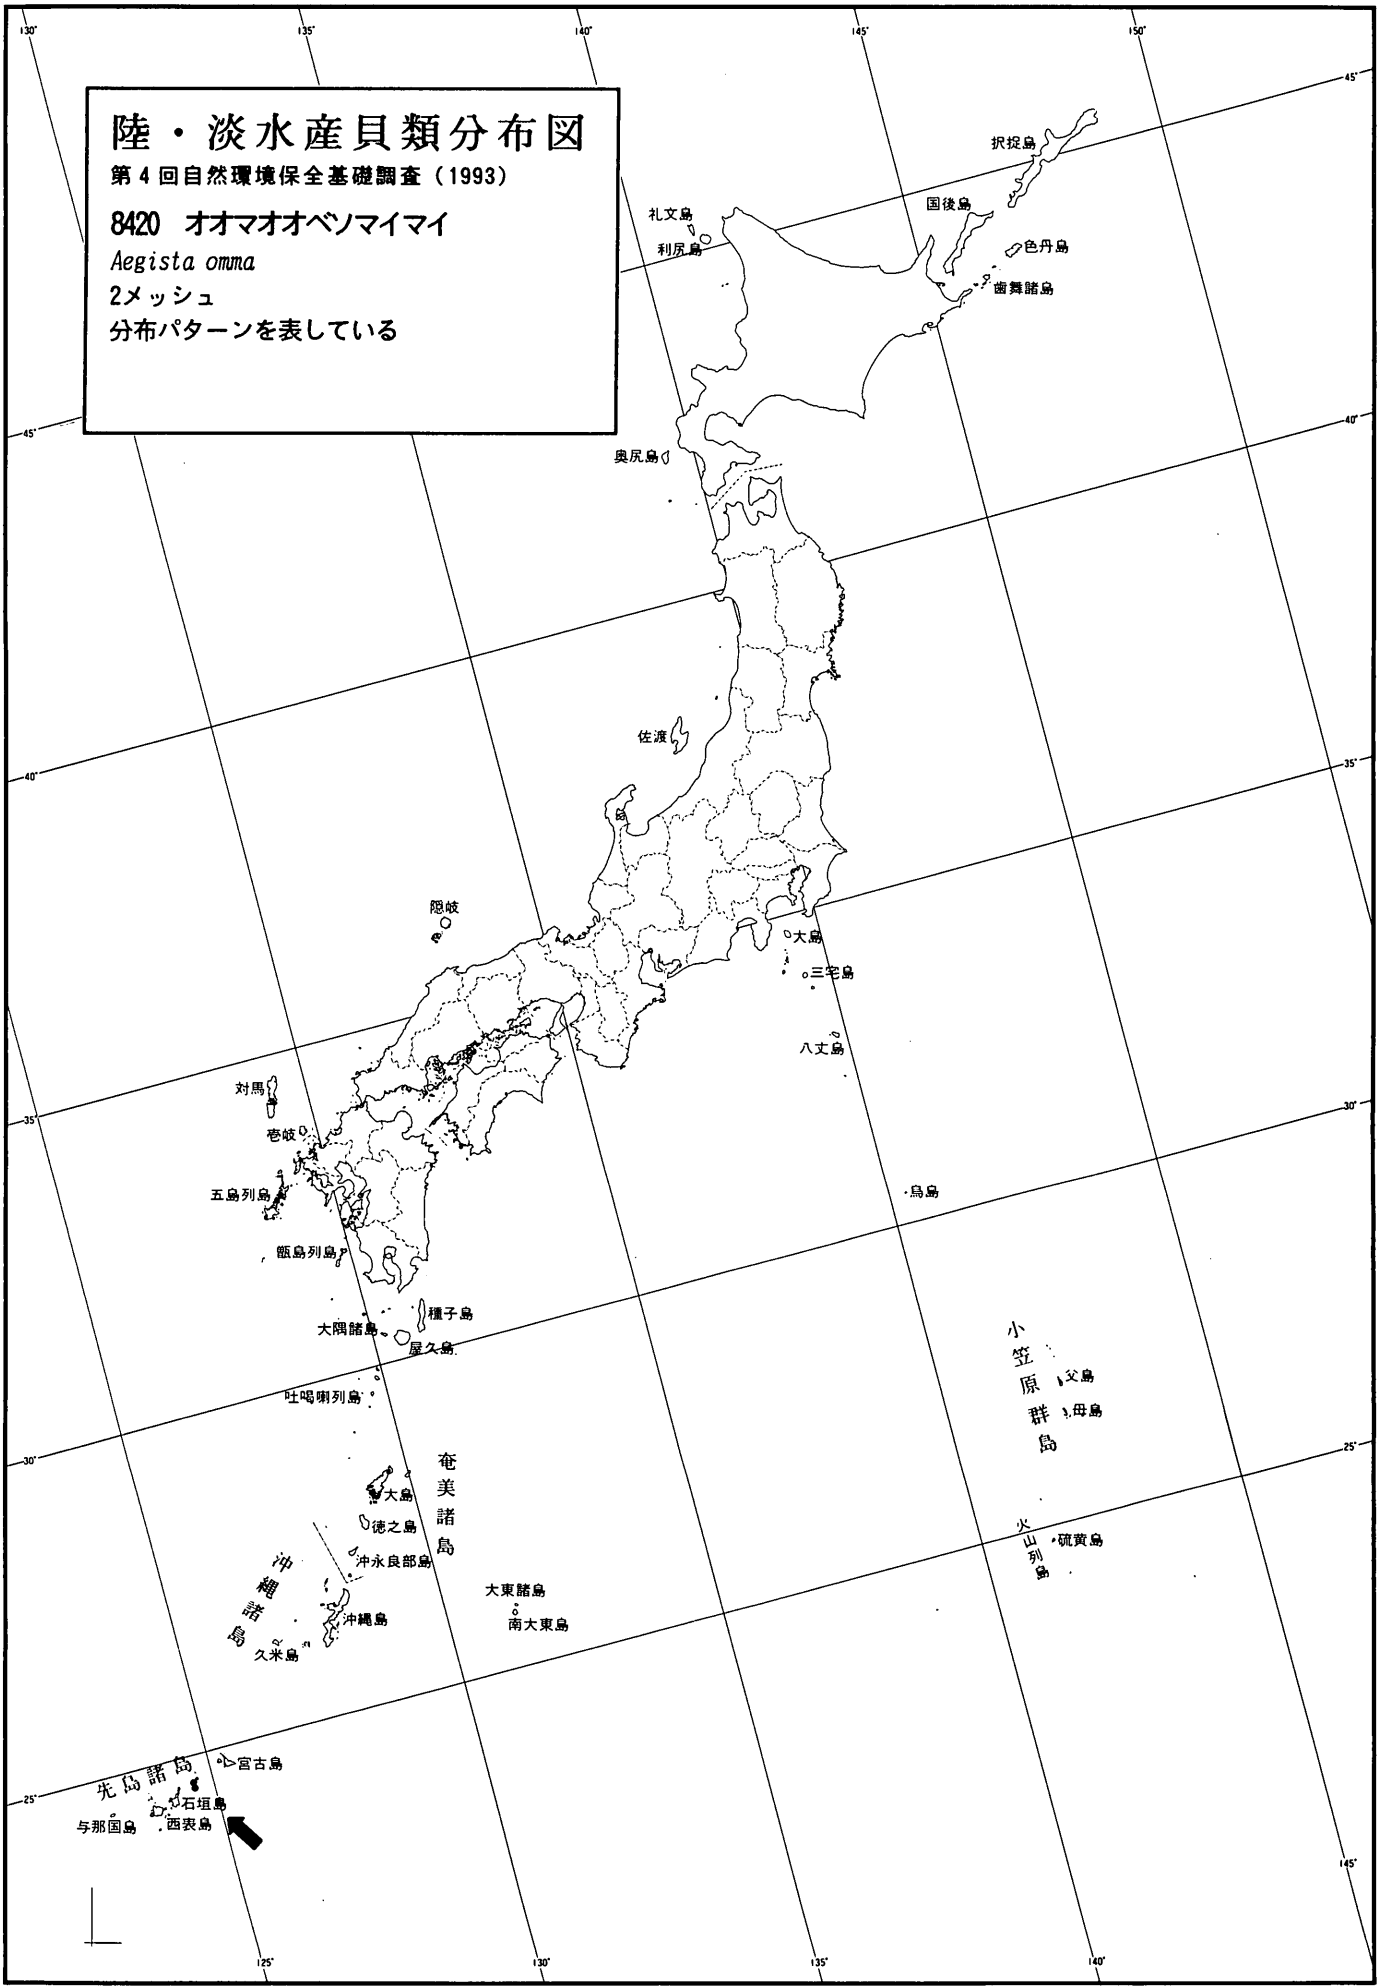 130°
135°
140°
145°
150°
陸・淡水産貝類分布図
第4回自然環境保全基礎調査（1993）
8420 オオマオオベソマイマイ
Aegista omma
2メッシュ
分布パターンを表している
45°
択捉島
国後島
礼文島
利尻島
色丹島
歯舞諸島
45°
40°
奥尻島
佐渡
40°
35°
隠岐
大島
三宅島
八丈島
対馬
壱岐
35°
30°
五島列島
鳥島
甑島列島
種子島
大隅諸島
屋久島
吐喝喇列島
小笠原群島
父島
母島
30°
25°
奄美諸島
大島
徳之島
沖永良部島
火山列島
硫黄島
沖縄諸島
沖縄島
久米島
大東諸島
南大東島
先島諸島
宮古島
石垣島
西表島
与那国島
25°
145°
125°
130°
135°
140°